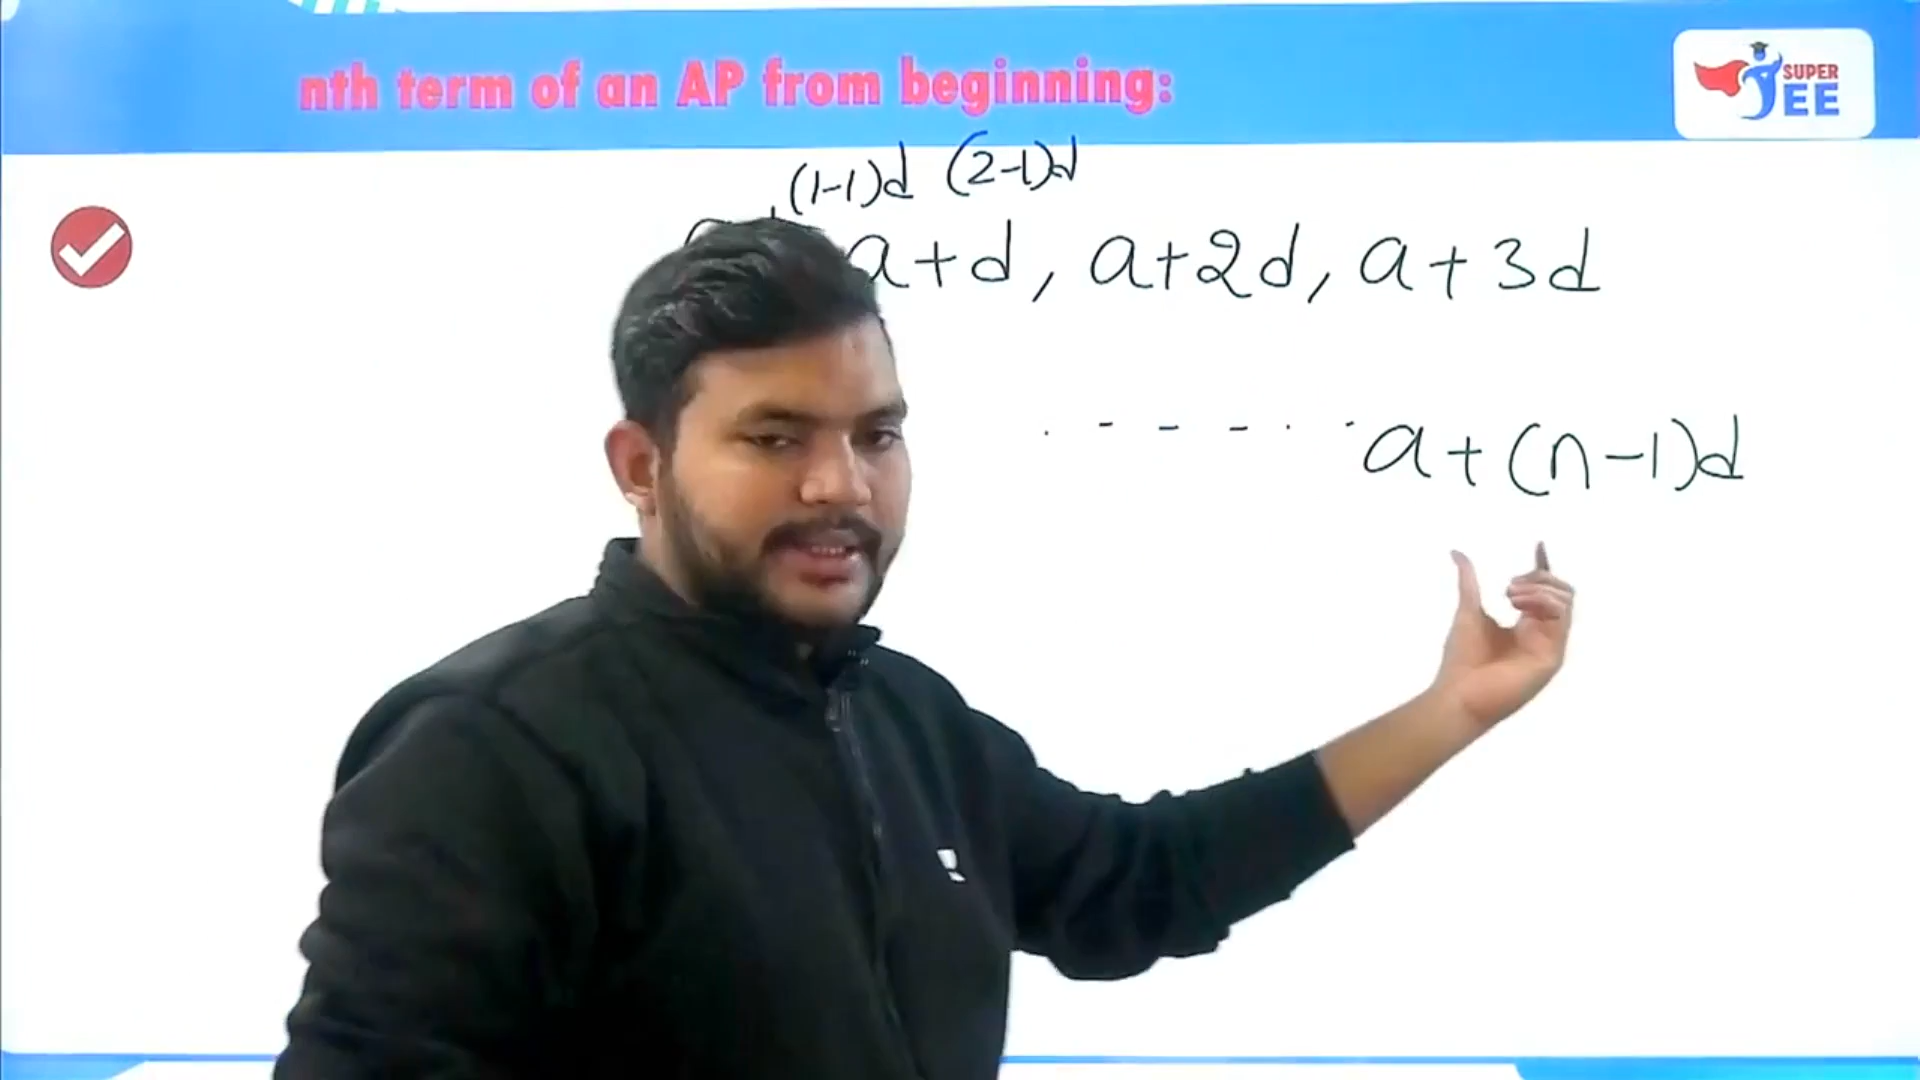 nth term of an AP from beginning:
SUPER
JEE
(1-1)d (2-1)d
a+d, a+2d, a+3d
. - - - . . a+(n-1)d